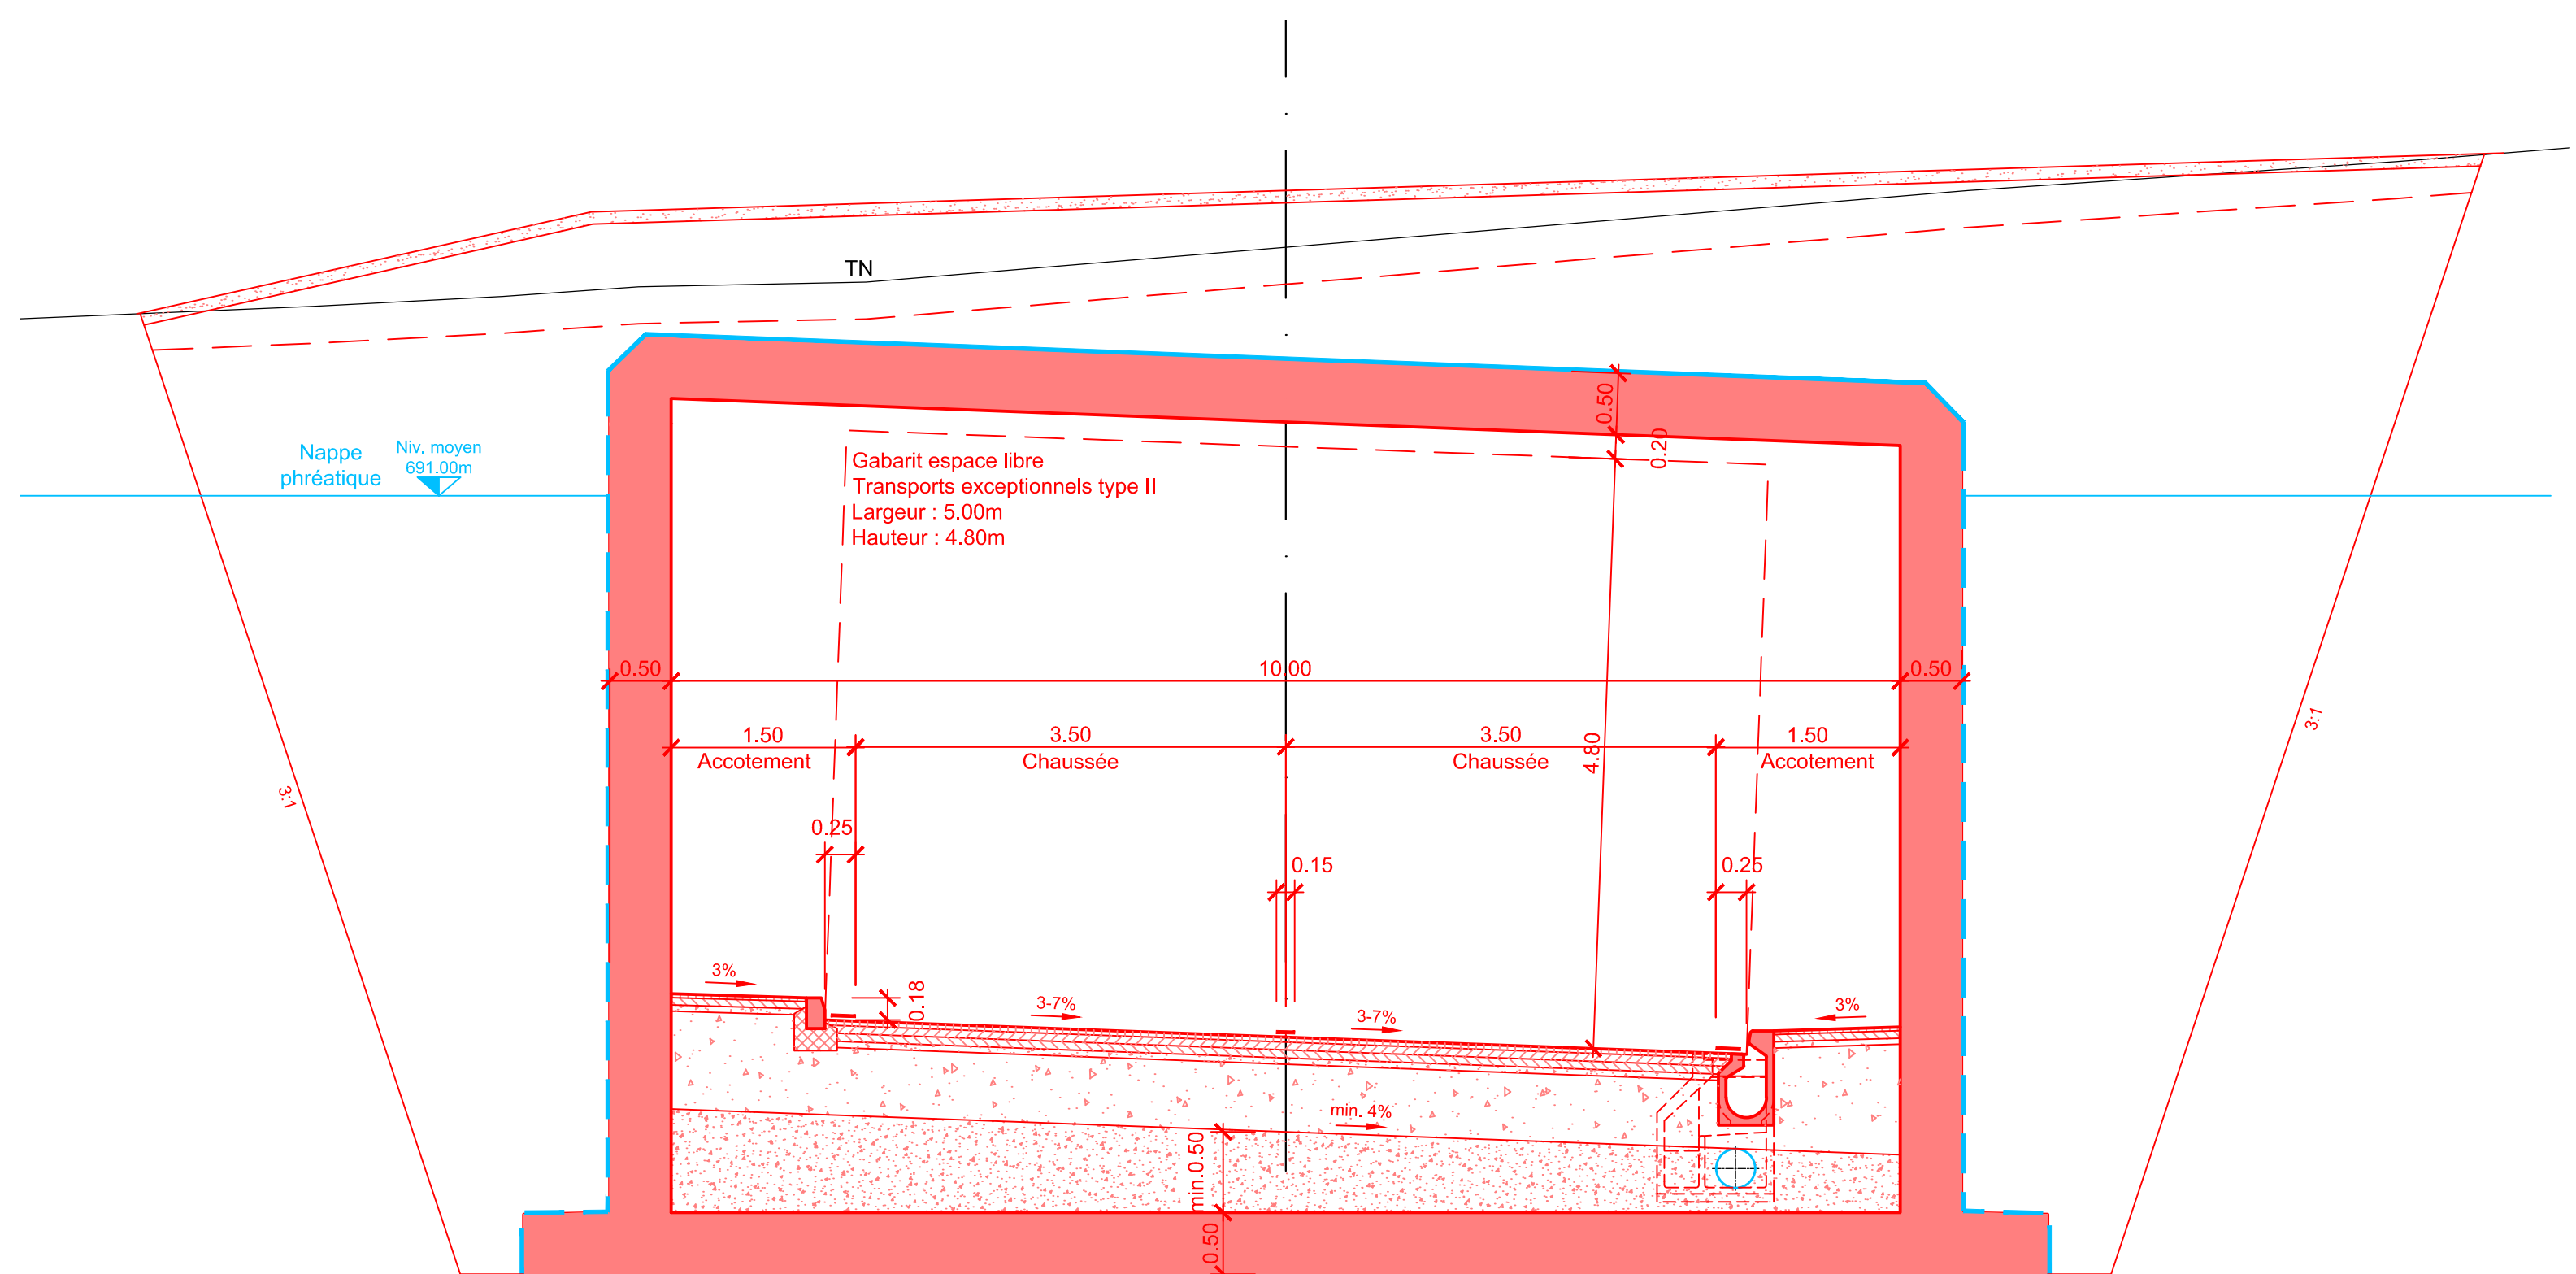 TN
0.50
0.20
Nappe
phréatique
Niv. moyen
691.00m
Gabarit espace libre
Transports exceptionnels type II
Largeur : 5.00m
Hauteur : 4.80m
0.50
10.00
0.50
1.50
Accotement
3.50
Chaussée
3.50
Chaussée
4.80
1.50
Accotement
3:1
3:1
0.25
0.15
0.25
3%
0.18
3-7%
3-7%
3%
min. 4%
min.0.50
0.50